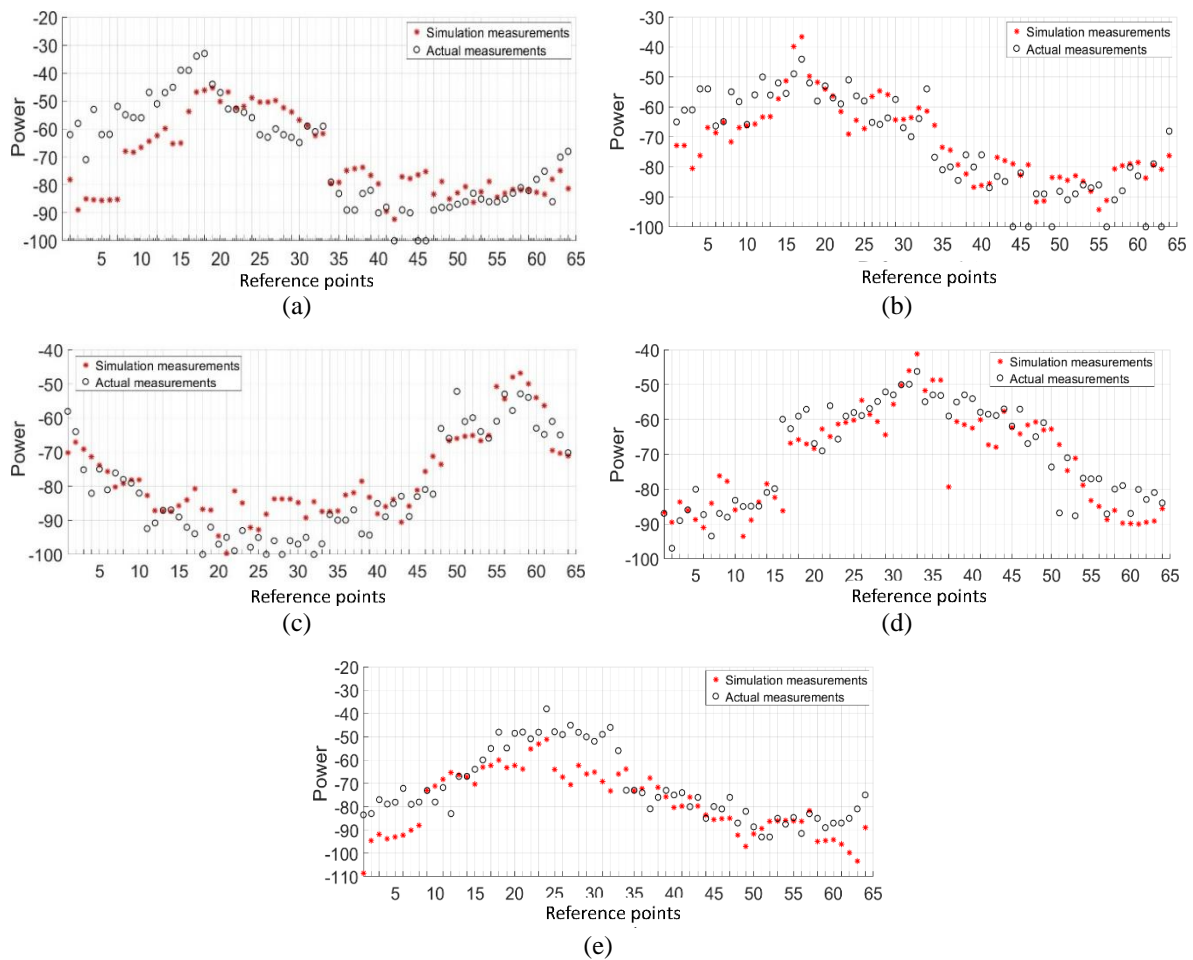 -20
-30
-40
-50
-60
-70
-80
-90
-100
Power
Simulation measurements
Actual measurements
5 10 15 20 25 30 35 40 45 50 55 60 65
Reference points
(a)
-30
-40
-50
-60
-70
-80
-90
-100
Power
Simulation measurements
Actual measurements
5 10 15 20 25 30 35 40 45 50 55 60 65
Reference points
(b)
-40
-50
-60
-70
-80
-90
-100
Power
Simulation measurements
Actual measurements
5 10 15 20 25 30 35 40 45 50 55 60 65
Reference points
(c)
-40
-50
-60
-70
-80
-90
-100
Power
Simulation measurements
Actual measurements
5 10 15 20 25 30 35 40 45 50 55 60 65
Reference points
(d)
-20
-30
-40
-50
-60
-70
-80
-90
-100
-110
Power
Simulation measurements
Actual measurements
5 10 15 20 25 30 35 40 45 50 55 60 65
Reference points
(e)